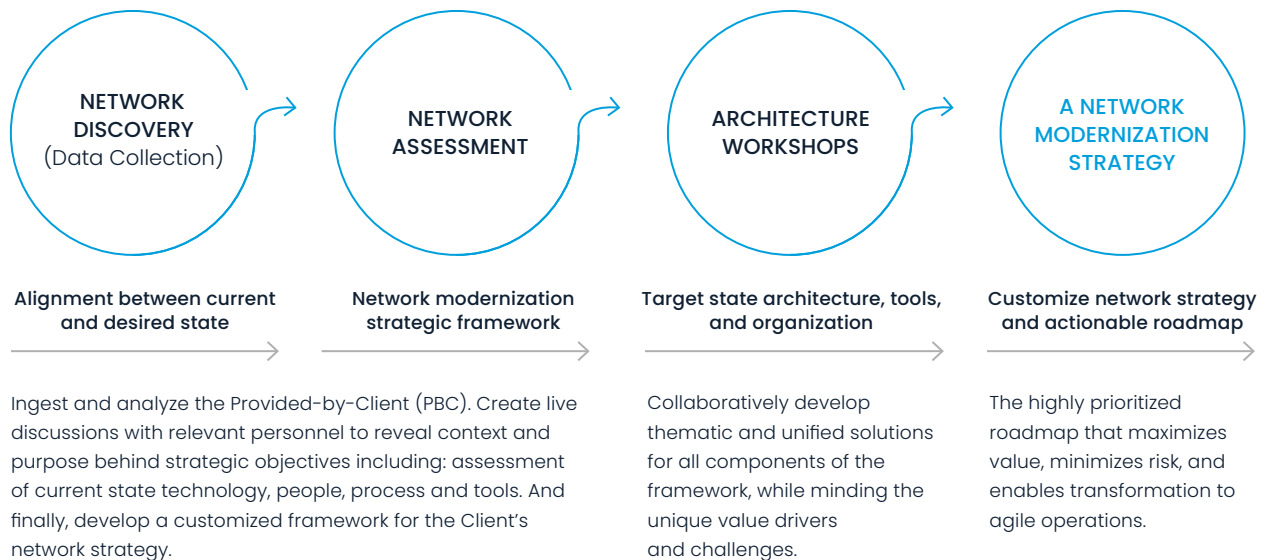 NETWORK
DISCOVERY
(Data Collection)
NETWORK
ASSESSMENT
ARCHITECTURE
WORKSHOPS
A NETWORK
MODERNIZATION
STRATEGY
Alignment between current
and desired state
Network modernization
strategic framework
Target state architecture, tools,
and organization
Customize network strategy
and actionable roadmap
Ingest and analyze the Provided-by-Client (PBC). Create live
discussions with relevant personnel to reveal context and
purpose behind strategic objectives including: assessment
of current state technology, people, process and tools. And
finally, develop a customized framework for the Client’s
network strategy.
Collaboratively develop
thematic and unified solutions
for all components of the
framework, while minding the
unique value drivers
and challenges.
The highly prioritized
roadmap that maximizes
value, minimizes risk, and
enables transformation to
agile operations.